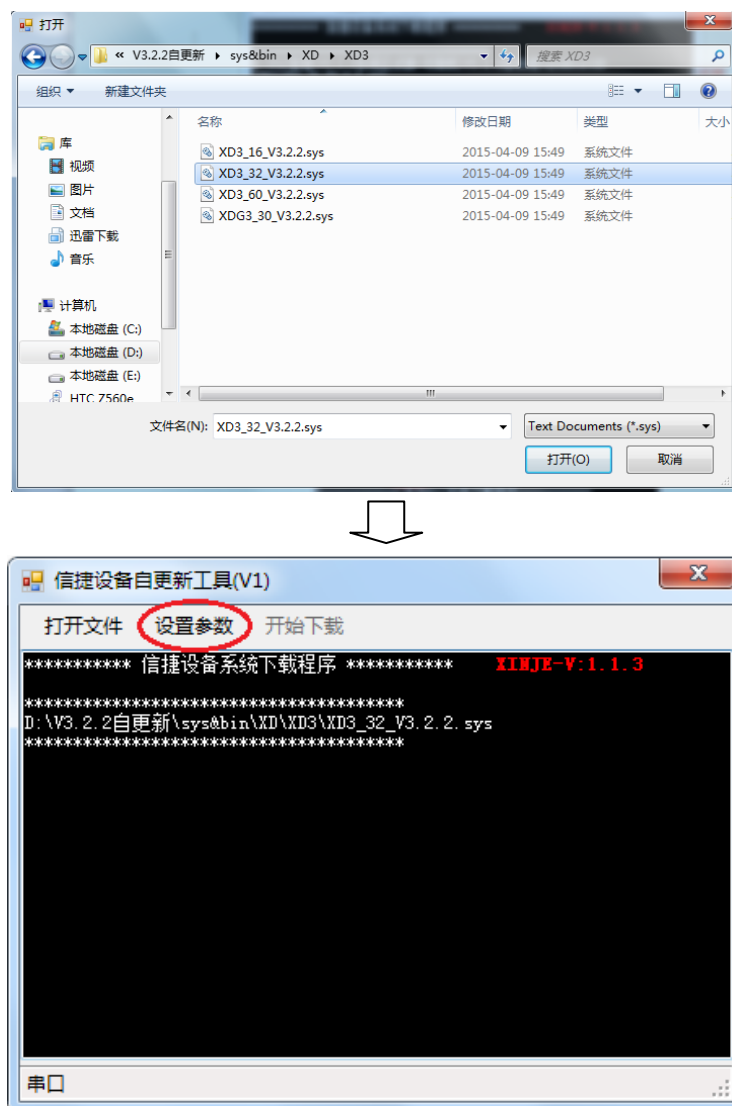 打开
« V3.2.2自更新 ▸ sys&bin ▸ XD ▸ XD3
搜索 XD3
组织 新建文件夹
名称 修改日期 类型 大小
库
视频
图片
文档
迅雷下载
音乐
计算机
本地磁盘 (C:)
本地磁盘 (D:)
本地磁盘 (E:)
HTC Z560e
XD3_16_V3.2.2.sys 2015-04-09 15:49 系统文件
XD3_32_V3.2.2.sys 2015-04-09 15:49 系统文件
XD3_60_V3.2.2.sys 2015-04-09 15:49 系统文件
XDG3_30_V3.2.2.sys 2015-04-09 15:49 系统文件
文件名(N): XD3_32_V3.2.2.sys Text Documents (*.sys)
打开(O) 取消
信捷设备自更新工具(V1)
打开文件 设置参数 开始下载
*********** 信捷设备系统下载程序 *********** XINJE-V:1.1.3
***************************************
D:\V3.2.2自更新\sys&bin\XD\XD3\XD3_32_V3.2.2.sys
***************************************
串口